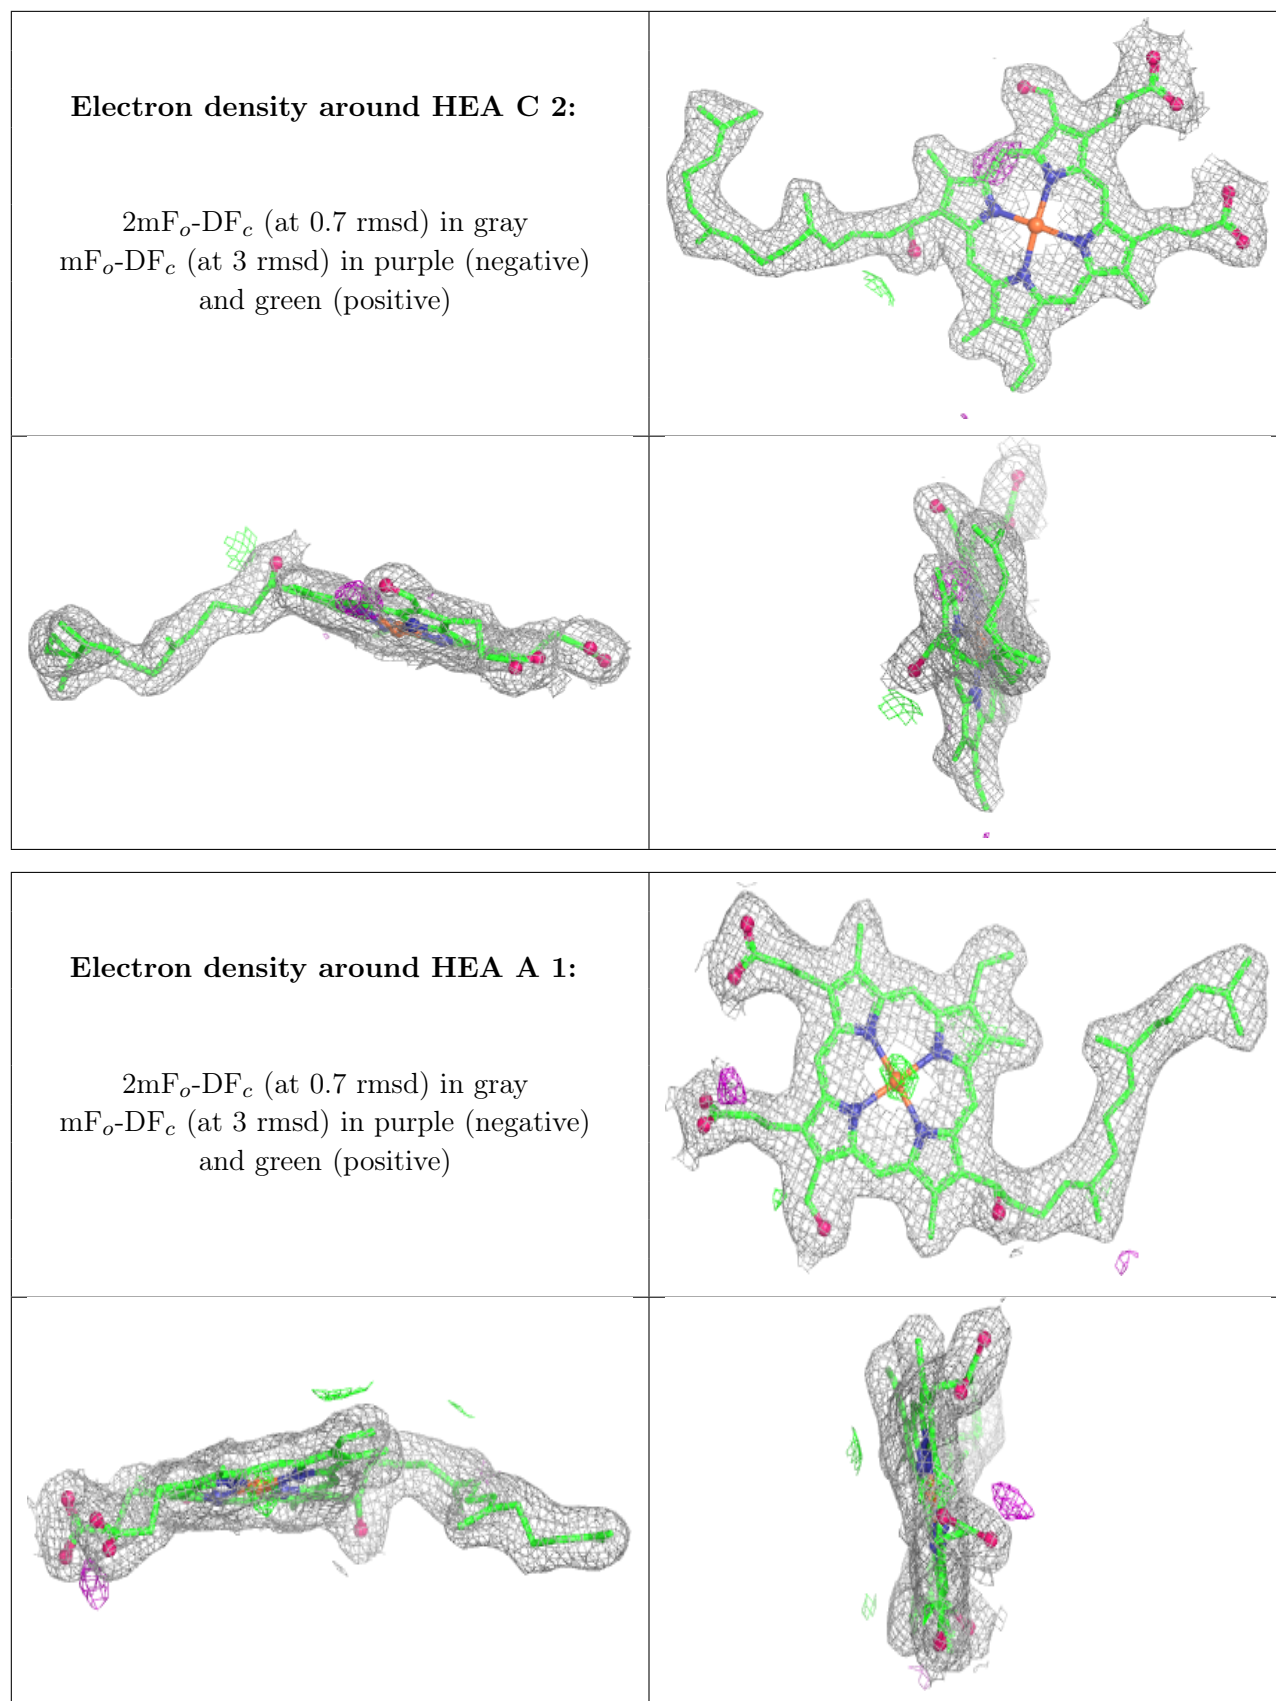 Electron density around HEA C 2:
2mFo-DFc (at 0.7 rmsd) in gray
mFo-DFc (at 3 rmsd) in purple (negative)
and green (positive)
Electron density around HEA A 1:
2mFo-DFc (at 0.7 rmsd) in gray
mFo-DFc (at 3 rmsd) in purple (negative)
and green (positive)